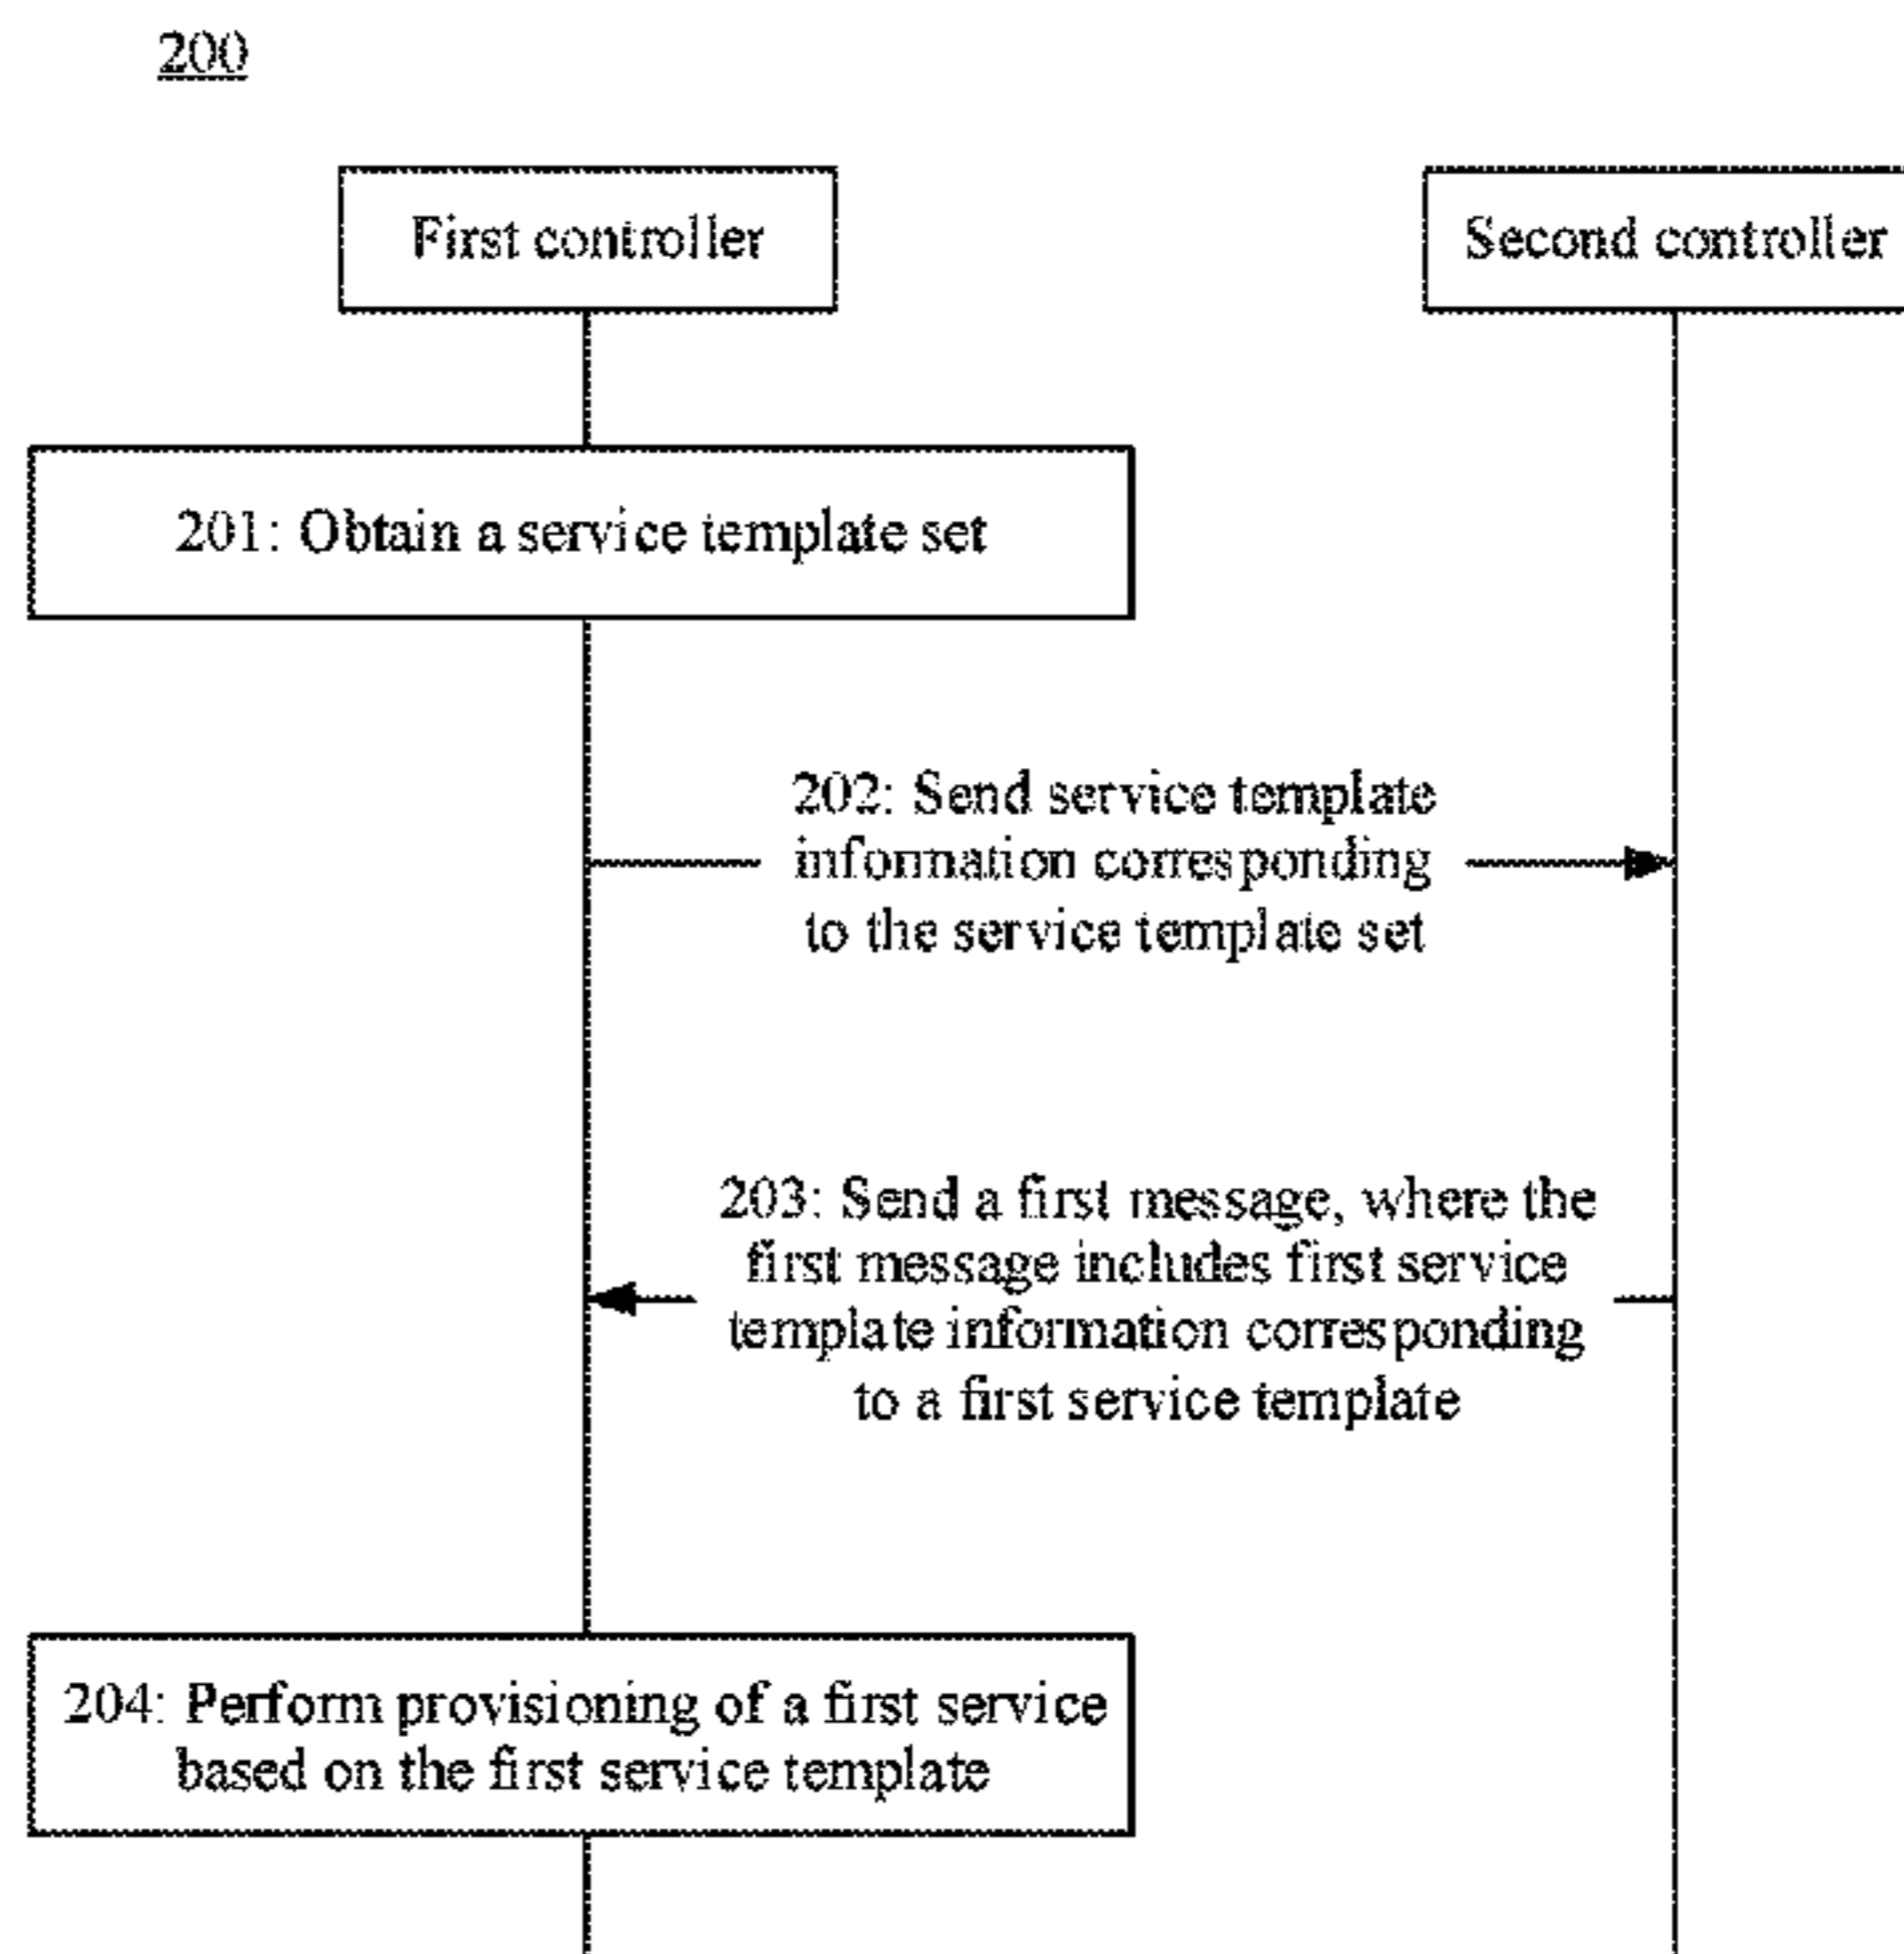 200
First controller
Second controller
201: Obtain a service template set
202: Send service template
information corresponding
to the service template set
203: Send a first message, where the
first message includes first service
template information corresponding
to a first service template
204: Perform provisioning of a first service
based on the first service template